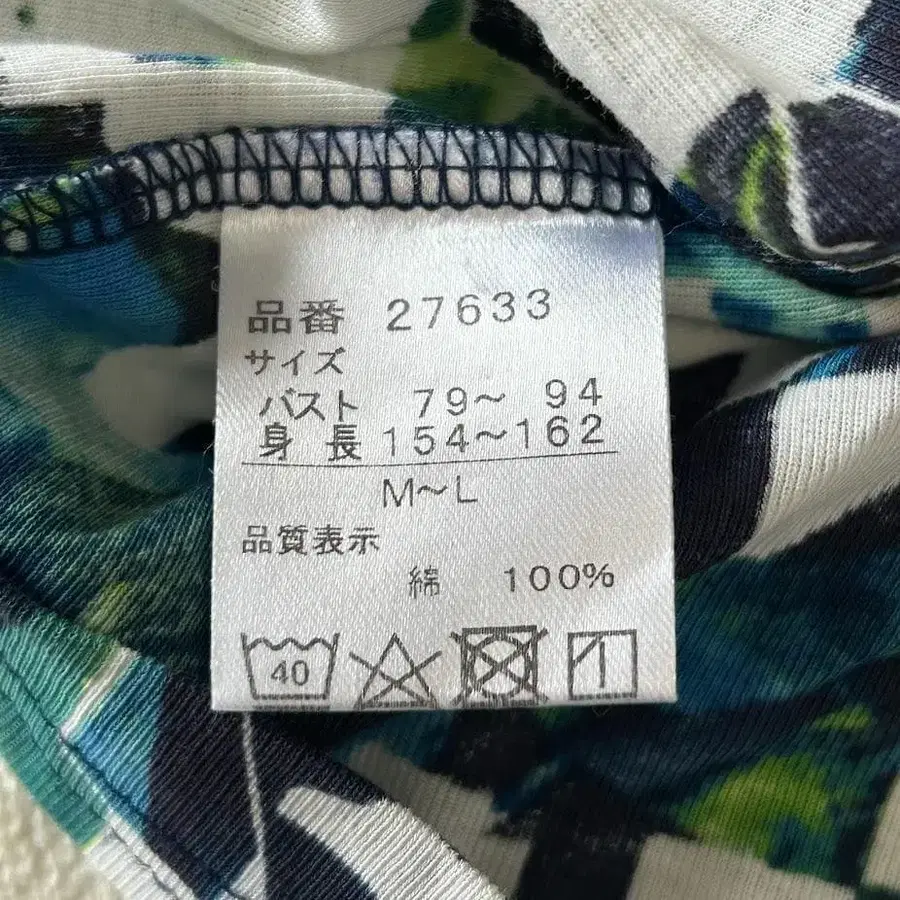 品番 27633
サイズ
バスト 79～ 94
身 長 154～162
M～L
品質表示
綿 100%
40